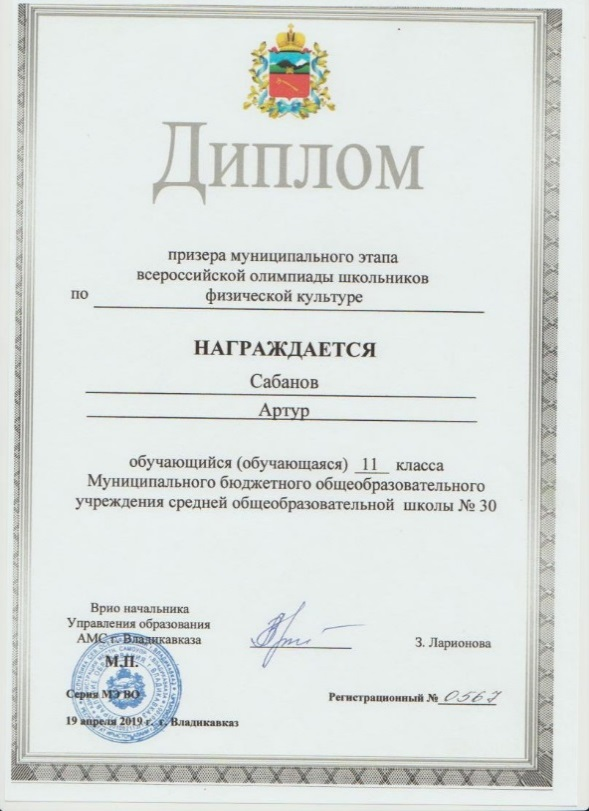 Диплом
призера муниципального этапа
всероссийской олимпиады школьников
по физической культуре
НАГРАЖДАЕТСЯ
Сабанов
Артур
обучающийся (обучающаяся) 11 класса
Муниципального бюджетного общеобразовательного
учреждения средней общеобразовательной школы № 30
Врио начальника
Управления образования
АМС г. Владикавказа
З. Ларионова
М.П.
Серия МЭ ВО
Регистрационный № 0567
19 апреля 2019 г. г. Владикавказ